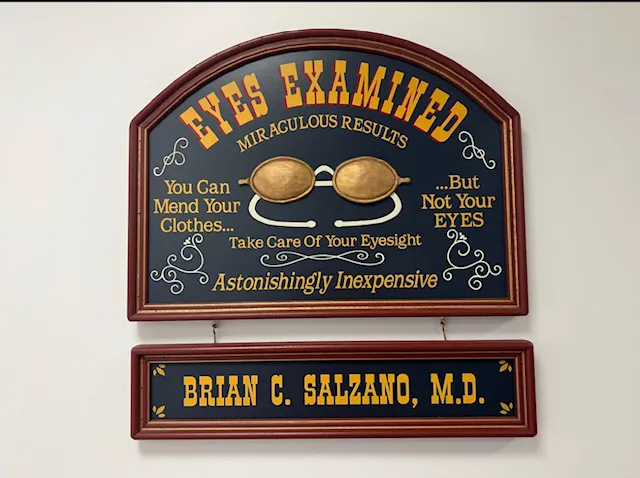 EYES EXAMINED
MIRACULOUS RESULTS
You Can
Mend Your
Clothes...
...But
Not Your
EYES
Take Care Of Your Eyesight
Astonishingly Inexpensive
BRIAN C. SALZANO, M.D.